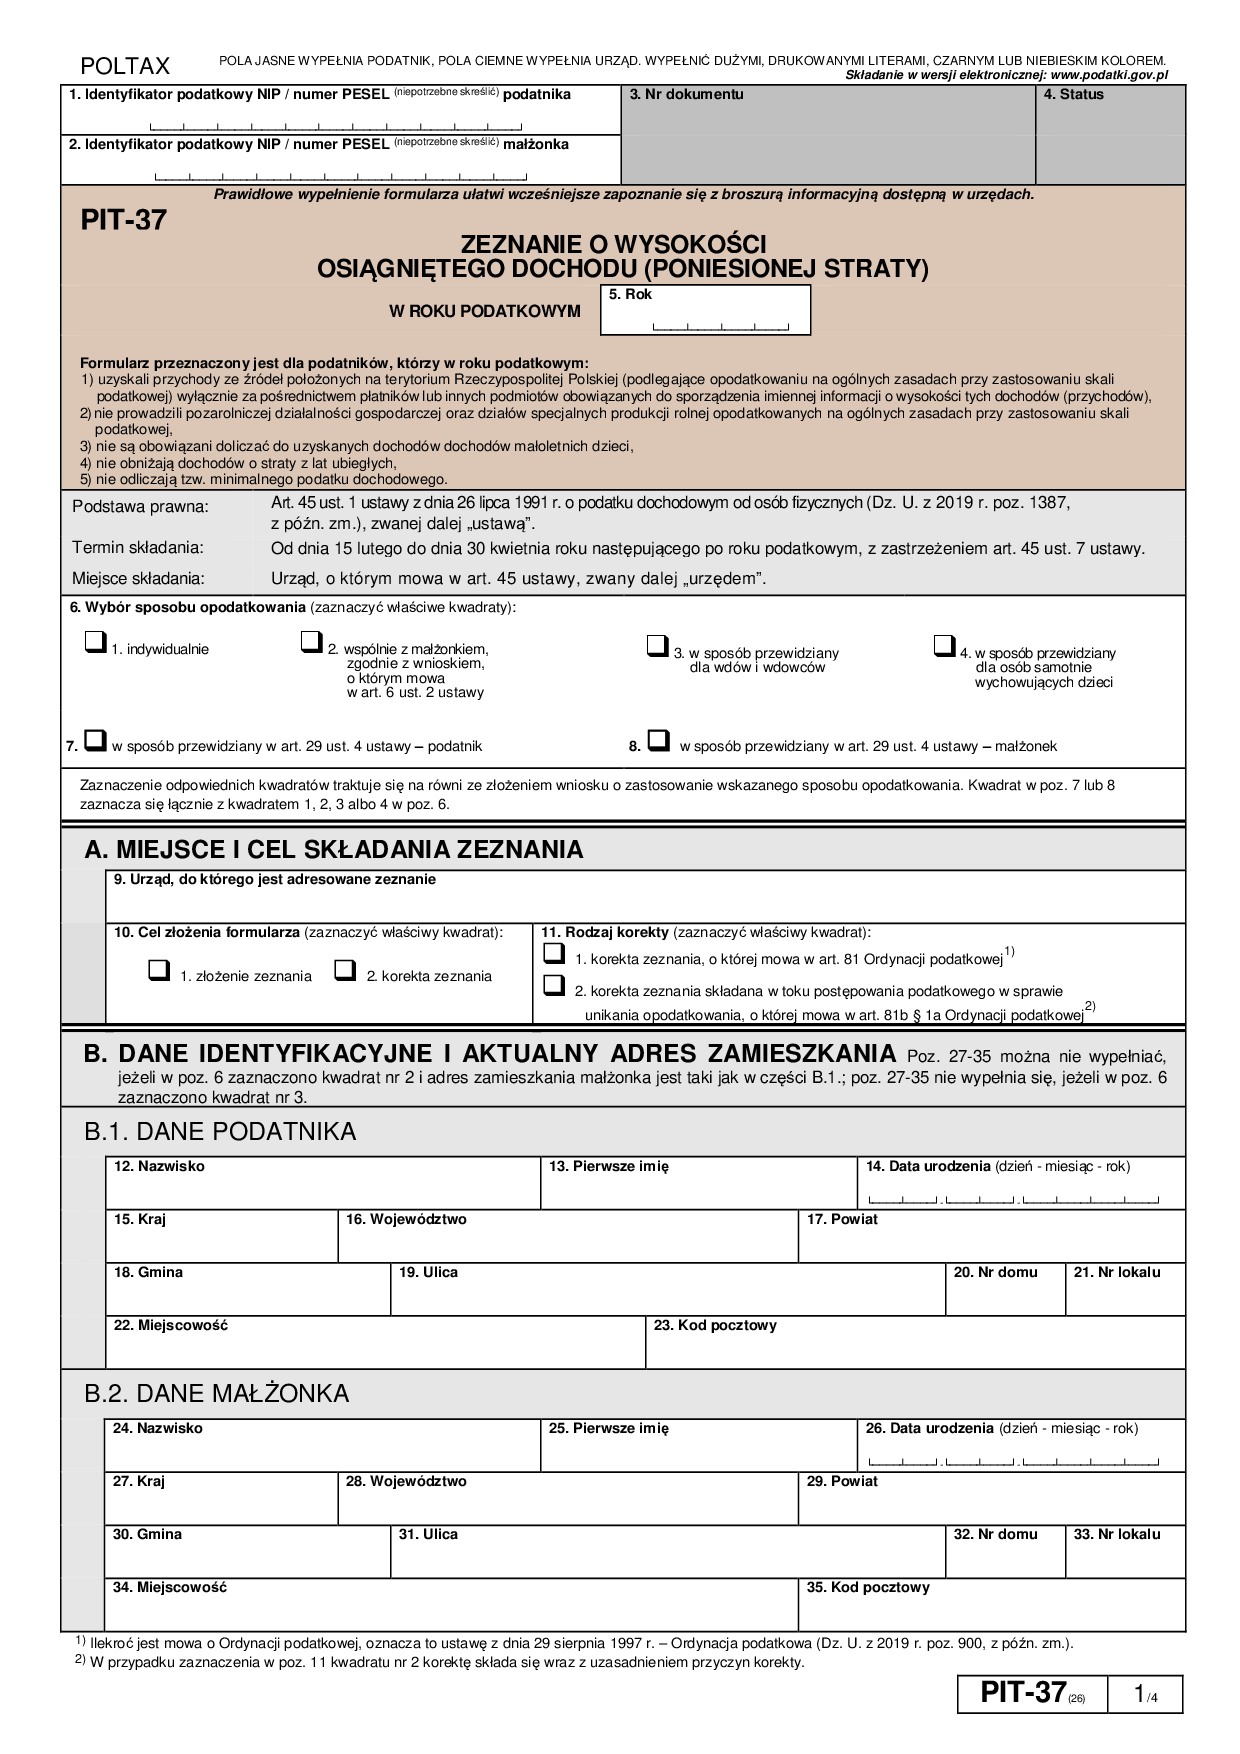 POLTAX
POLA JASNE WYPEŁNIA PODATNIK, POLA CIEMNE WYPEŁNIA URZĄD. WYPEŁNIĆ DUŻYMI, DRUKOWANYMI LITERAMI, CZARNYM LUB NIEBIESKIM KOLOREM.
Składanie w wersji elektronicznej: www.podatki.gov.pl
1. Identyfikator podatkowy NIP / numer PESEL (niepotrzebne skreślić) podatnika
3. Nr dokumentu
4. Status
2. Identyfikator podatkowy NIP / numer PESEL (niepotrzebne skreślić) małżonka
Prawidłowe wypełnienie formularza ułatwi wcześniejsze zapoznanie się z broszurą informacyjną dostępną w urzędach.
PIT-37
ZEZNANIE O WYSOKOŚCI
OSIĄGNIĘTEGO DOCHODU (PONIESIONEJ STRATY)
W ROKU PODATKOWYM
5. Rok
Formularz przeznaczony jest dla podatników, którzy w roku podatkowym:
1) uzyskali przychody ze źródeł położonych na terytorium Rzeczypospolitej Polskiej (podlegające opodatkowaniu na ogólnych zasadach przy zastosowaniu skali
podatkowej) wyłącznie za pośrednictwem płatników lub innych podmiotów obowiązanych do sporządzenia imiennej informacji o wysokości tych dochodów (przychodów),
2) nie prowadzili pozarolniczej działalności gospodarczej oraz działów specjalnych produkcji rolnej opodatkowanych na ogólnych zasadach przy zastosowaniu skali
podatkowej,
3) nie są obowiązani doliczać do uzyskanych dochodów dochodów małoletnich dzieci,
4) nie obniżają dochodów o straty z lat ubiegłych,
5) nie odliczają tzw. minimalnego podatku dochodowego.
Podstawa prawna:
Art. 45 ust. 1 ustawy z dnia 26 lipca 1991 r. o podatku dochodowym od osób fizycznych (Dz. U. z 2019 r. poz. 1387,
z późn. zm.), zwanej dalej „ustawą”.
Termin składania:
Od dnia 15 lutego do dnia 30 kwietnia roku następującego po roku podatkowym, z zastrzeżeniem art. 45 ust. 7 ustawy.
Miejsce składania:
Urząd, o którym mowa w art. 45 ustawy, zwany dalej „urzędem”.
6. Wybór sposobu opodatkowania (zaznaczyć właściwe kwadraty):
1. indywidualnie
2. wspólnie z małżonkiem,
zgodnie z wnioskiem,
o którym mowa
w art. 6 ust. 2 ustawy
3. w sposób przewidziany
dla wdów i wdowców
4. w sposób przewidziany
dla osób samotnie
wychowujących dzieci
7. w sposób przewidziany w art. 29 ust. 4 ustawy – podatnik
8. w sposób przewidziany w art. 29 ust. 4 ustawy – małżonek
Zaznaczenie odpowiednich kwadratów traktuje się na równi ze złożeniem wniosku o zastosowanie wskazanego sposobu opodatkowania. Kwadrat w poz. 7 lub 8
zaznacza się łącznie z kwadratem 1, 2, 3 albo 4 w poz. 6.
A. MIEJSCE I CEL SKŁADANIA ZEZNANIA
9. Urząd, do którego jest adresowane zeznanie
10. Cel złożenia formularza (zaznaczyć właściwy kwadrat):
1. złożenie zeznania
2. korekta zeznania
11. Rodzaj korekty (zaznaczyć właściwy kwadrat):
1. korekta zeznania, o której mowa w art. 81 Ordynacji podatkowej1)
2. korekta zeznania składana w toku postępowania podatkowego w sprawie
unikania opodatkowania, o której mowa w art. 81b § 1a Ordynacji podatkowej2)
B. DANE IDENTYFIKACYJNE I AKTUALNY ADRES ZAMIESZKANIA Poz. 27-35 można nie wypełniać,
jeżeli w poz. 6 zaznaczono kwadrat nr 2 i adres zamieszkania małżonka jest taki jak w części B.1.; poz. 27-35 nie wypełnia się, jeżeli w poz. 6
zaznaczono kwadrat nr 3.
B.1. DANE PODATNIKA
12. Nazwisko
13. Pierwsze imię
14. Data urodzenia (dzień - miesiąc - rok)
15. Kraj
16. Województwo
17. Powiat
18. Gmina
19. Ulica
20. Nr domu
21. Nr lokalu
22. Miejscowość
23. Kod pocztowy
B.2. DANE MAŁŻONKA
24. Nazwisko
25. Pierwsze imię
26. Data urodzenia (dzień - miesiąc - rok)
27. Kraj
28. Województwo
29. Powiat
30. Gmina
31. Ulica
32. Nr domu
33. Nr lokalu
34. Miejscowość
35. Kod pocztowy
1) Ilekroć jest mowa o Ordynacji podatkowej, oznacza to ustawę z dnia 29 sierpnia 1997 r. – Ordynacja podatkowa (Dz. U. z 2019 r. poz. 900, z późn. zm.).
2) W przypadku zaznaczenia w poz. 11 kwadratu nr 2 korektę składa się wraz z uzasadnieniem przyczyn korekty.
PIT-37(26)
1/4